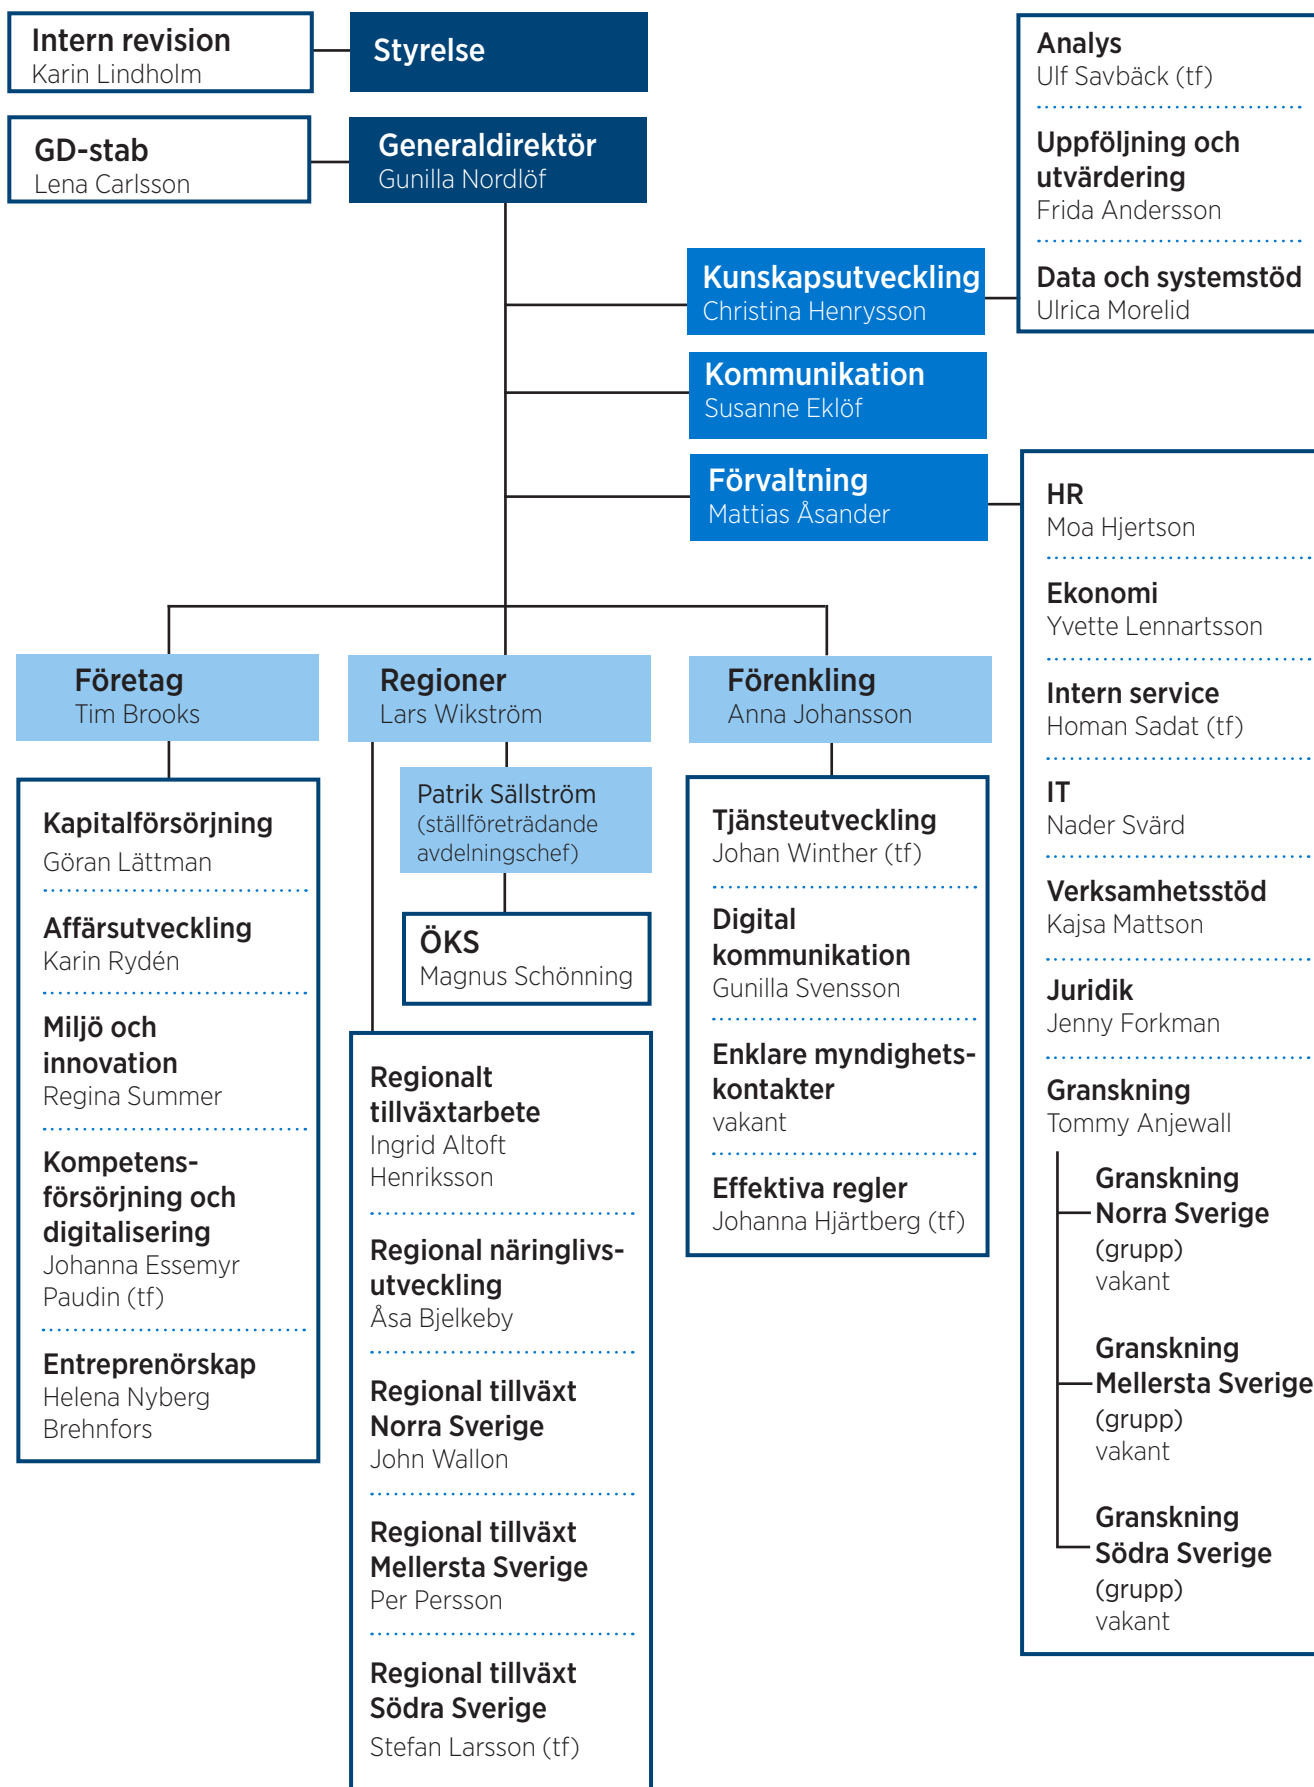 Intern revision
Karin Lindholm
Styrelse
GD-stab
Lena Carlsson
Generaldirektör
Gunilla Nordlöf
Analys
Ulf Savbäck (tf)
Uppföljning och
utvärdering
Frida Andersson
Data och systemstöd
Ulrica Morelid
Kunskapsutveckling
Christina Henrysson
Kommunikation
Susanne Eklöf
Förvaltning
Mattias Åsander
HR
Moa Hjertson
Ekonomi
Yvette Lennartsson
Intern service
Homan Sadat (tf)
IT
Nader Svärd
Verksamhetsstöd
Kajsa Mattson
Juridik
Jenny Forkman
Granskning
Tommy Anjewall
Granskning
Norra Sverige
(grupp)
vakant
Granskning
Mellersta Sverige
(grupp)
vakant
Granskning
Södra Sverige
(grupp)
vakant
Företag
Tim Brooks
Kapitalförsörjning
Göran Lättman
Affärsutveckling
Karin Rydén
Miljö och
innovation
Regina Summer
Kompetens-
försörjning och
digitalisering
Johanna Essemyr
Paudin (tf)
Entreprenörskap
Helena Nyberg
Brehnfors
Regioner
Lars Wikström
Patrik Sällström
(ställföreträdande
avdelningschef)
ÖKS
Magnus Schönning
Regionalt
tillväxtarbete
Ingrid Altoft
Henriksson
Regional näringlivs-
utveckling
Åsa Bjelkeby
Regional tillväxt
Norra Sverige
John Wallon
Regional tillväxt
Mellersta Sverige
Per Persson
Regional tillväxt
Södra Sverige
Stefan Larsson (tf)
Förenkling
Anna Johansson
Tjänsteutveckling
Johan Winther (tf)
Digital
kommunikation
Gunilla Svensson
Enklare myndighets-
kontakter
vakant
Effektiva regler
Johanna Hjärtberg (tf)